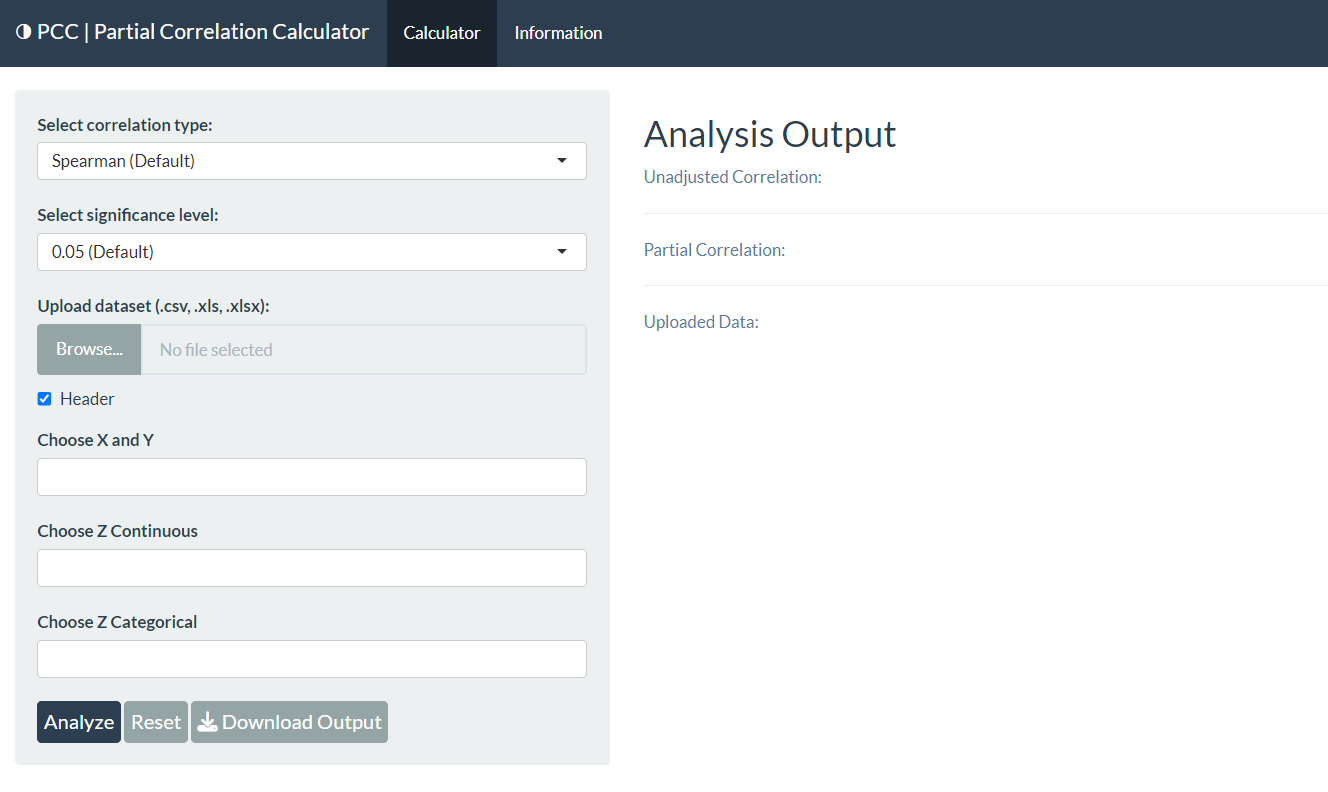 PCC | Partial Correlation Calculator
Calculator
Information
Select correlation type:
Spearman (Default)
Select significance level:
0.05 (Default)
Upload dataset (.csv, .xls, .xlsx):
Browse...
No file selected
Header
Choose X and Y
Choose Z Continuous
Choose Z Categorical
Analyze
Reset
Download Output
Analysis Output
Unadjusted Correlation:
Partial Correlation:
Uploaded Data: